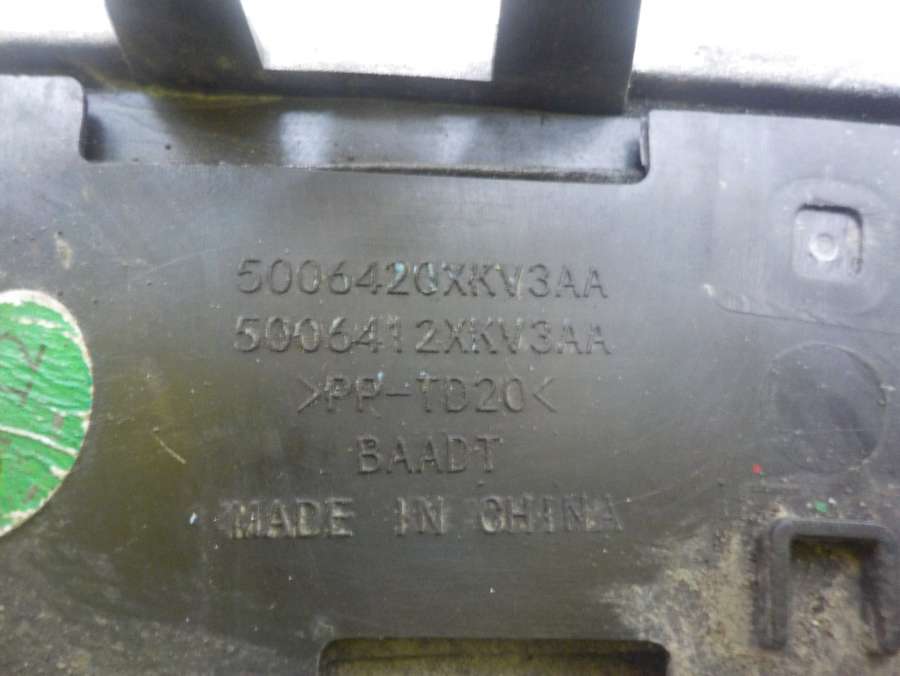 5006420XKV3AA
5006412XKV3AA
>PP-TD20<
BAADT
MADE IN CHINA